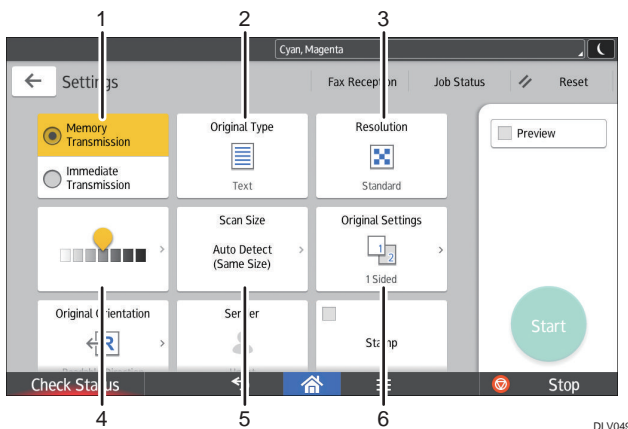 1
2
3
Cyan, Magenta
Settings
Fax Reception
Job Status
Reset
Memory
Transmission
Immediate
Transmission
Original Type
Text
Resolution
Standard
Preview
Scan Size
Auto Detect
(Same Size)
Original Settings
1
2
1 Sided
Original Orientation
R
Sender
Stamp
Start
Check Status
Stop
4
5
6